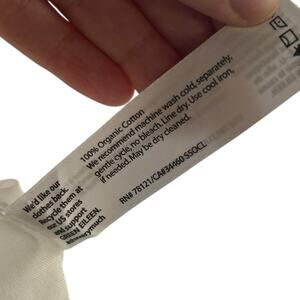 100% Organic Cotton
We recommend machine wash cold, separately,
gentle cycle, no bleach. Line dry. Use cool iron,
if needed. May be dry cleaned.
RN# 78121/CA#34460-S5OCL
We'd like our
clothes back.
Recycle them at
our US stores
and support
GREEN EILEEN.